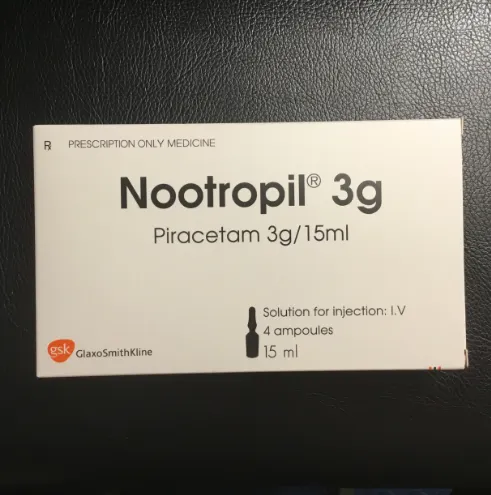 ℞ PRESCRIPTION ONLY MEDICINE
Nootropil® 3g
Piracetam 3g/15ml
Solution for injection: I.V
4 ampoules
15 ml
gsk GlaxoSmithKline